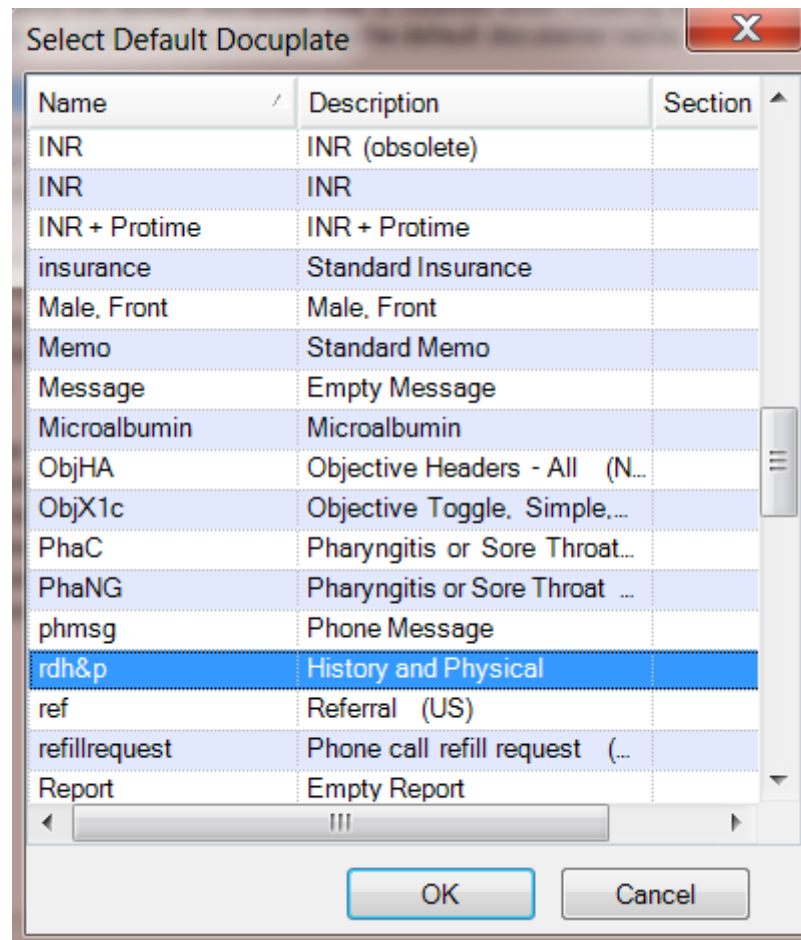 Select Default Docuplate
Name Description Section
INR INR (obsolete)
INR INR
INR + Protime INR + Protime
insurance Standard Insurance
Male, Front Male, Front
Memo Standard Memo
Message Empty Message
Microalbumin Microalbumin
ObjHA Objective Headers - All (N...
ObjX1c Objective Toggle, Simple,...
PhaC Pharyngitis or Sore Throat...
PhaNG Pharyngitis or Sore Throat ...
phmsg Phone Message
rdh&p History and Physical
ref Referral (US)
refillrequest Phone call refill request (...
Report Empty Report
OK Cancel